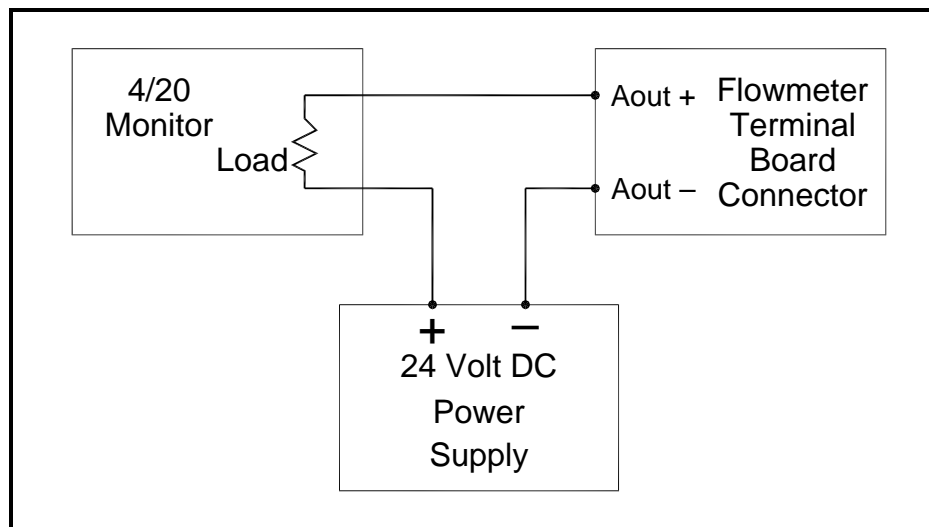 4/20
Monitor
Load
Aout +
Aout –
Flowmeter
Terminal
Board
Connector
+ –
24 Volt DC
Power
Supply